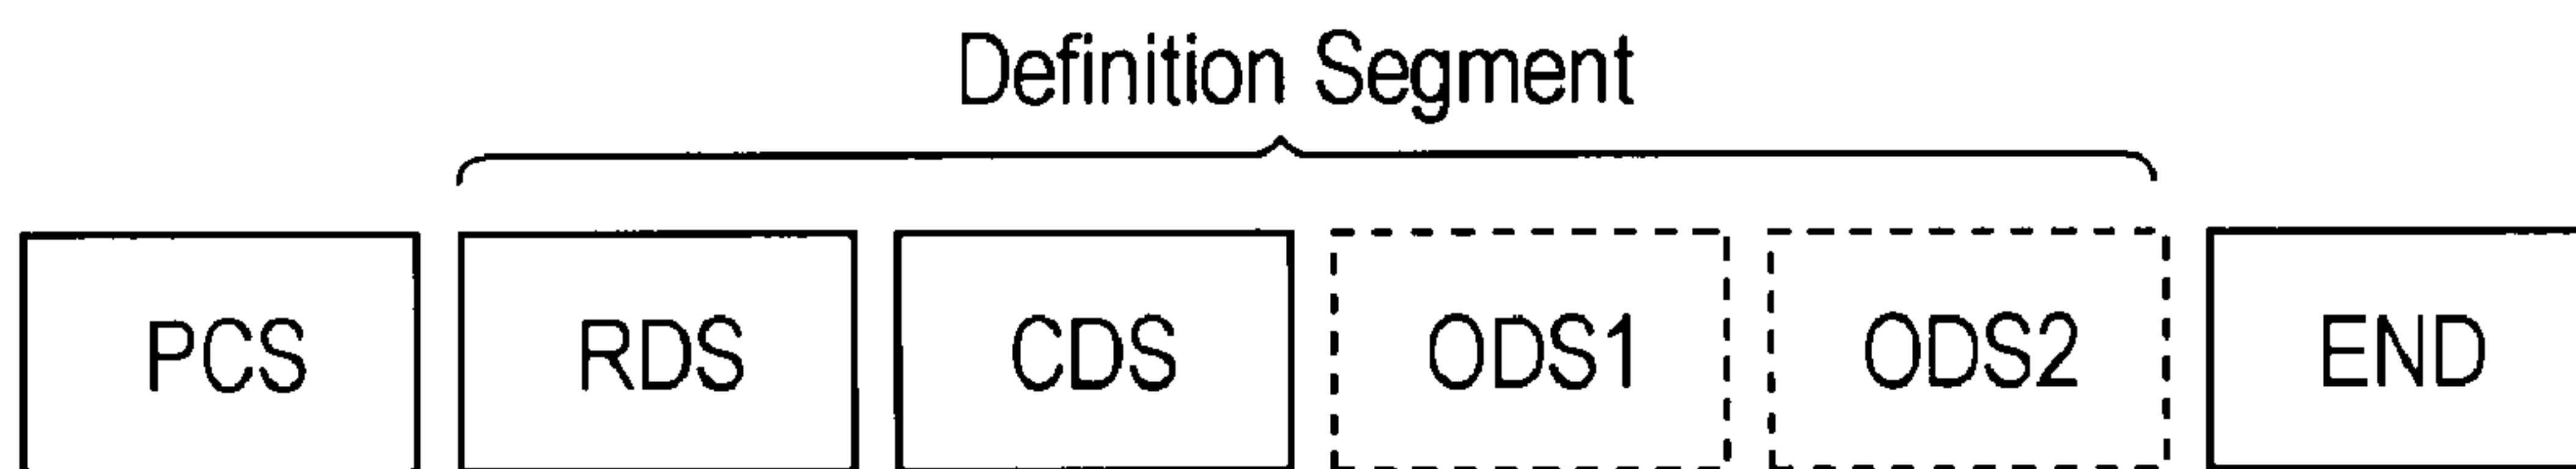 Definition Segment
PCS RDS CDS ODS1 ODS2 END